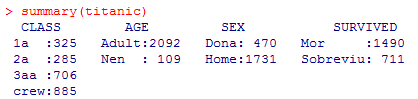 > summary(titanic)
CLASS AGE SEX SURVIVED
1a :325 Adult:2092 Dona: 470 Mor :1490
2a :285 Nen : 109 Home:1731 Sobreviu: 711
3aa :706
crew:885